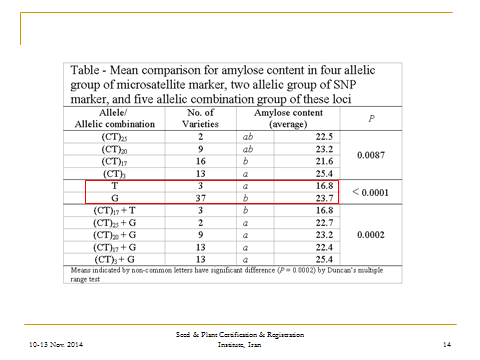 Table - Mean comparison for amylose content in four allelic
group of microsatellite marker, two allelic group of SNP
marker, and five allelic combination group of these loci
Allele/ No. of Amylose content P
Allelic combination Varieties (average)
(CT)25 2 ab 22.5
(CT)20 9 ab 23.2
0.0087
(CT)17 16 b 21.6
(CT)3 13 a 25.4
T 3 a 16.8
< 0.0001
G 37 b 23.7
(CT)17 + T 3 b 16.8
(CT)25 + G 2 a 22.7
(CT)20 + G 9 a 23.2 0.0002
(CT)17 + G 13 a 22.4
(CT)3 + G 13 a 25.4
Means indicated by non-common letters have significant difference (P = 0.0002) by Duncan's multiple
range test
Seed & Plant Certification & Registration
10-13 Nov. 2014 Institute, Iran 14